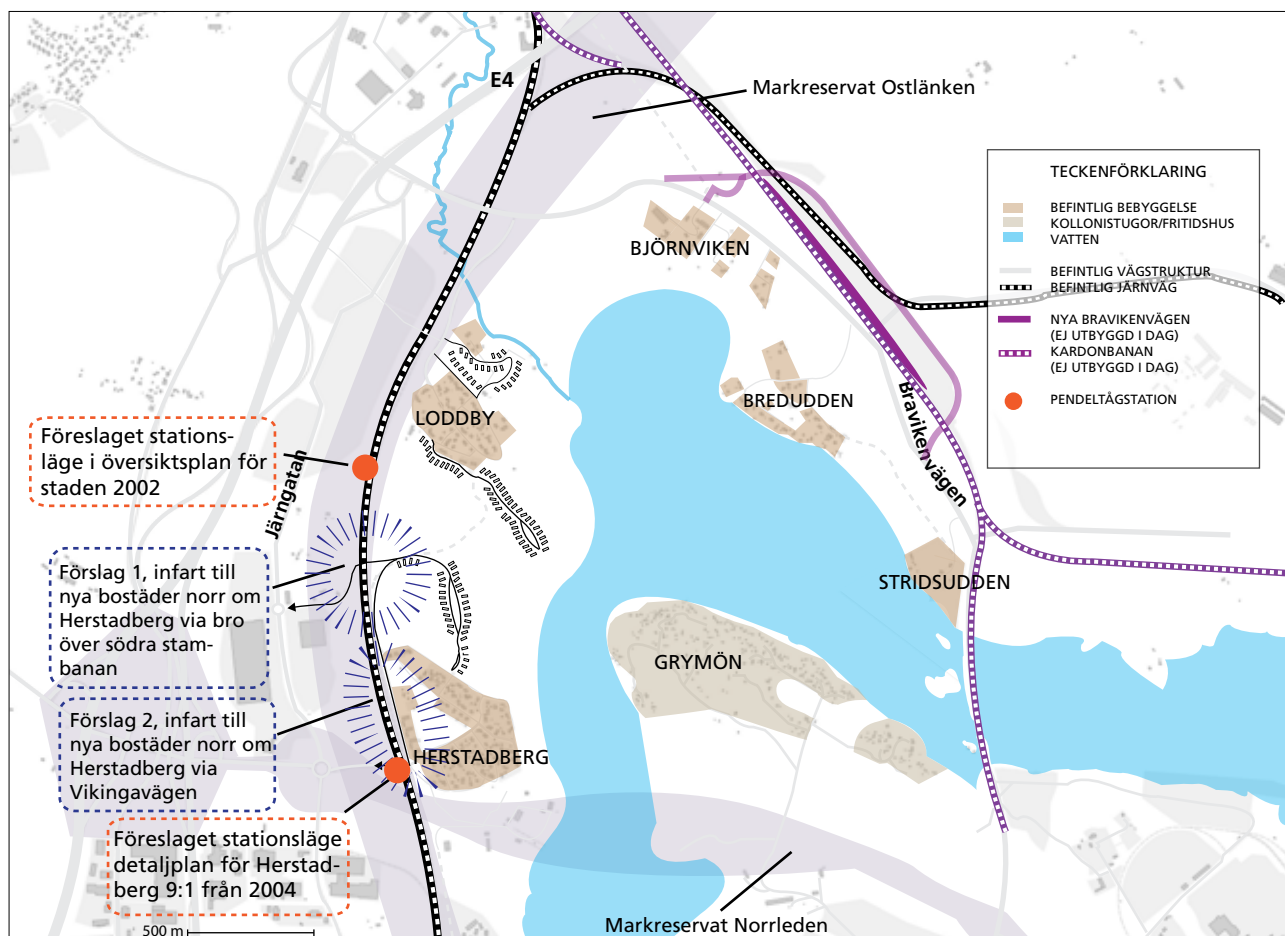 E4
Markreservat Ostlänken
TECKENFÖRKLARING
BEFINTLIG BEBYGGELSE
KOLLONISTUGOR/FRITIDSHUS
VATTEN
BEFINTLIG VÄGSTRUKTUR
BEFINTLIG JÄRNVÄG
NYA BRAVIKENVÄGEN
(EJ UTBYGGD I DAG)
KARDONBANAN
(EJ UTBYGGD I DAG)
PENDELTÅGSTATION
BJÖRNVIKEN
BREDUDDEN
LODDBY
Bravikenvägen
Föreslaget stations-
läge i översiktsplan för
staden 2002
Järngatan
Förslag 1, infart till
nya bostäder norr om
Herstadberg via bro
över södra stam-
banan
STRIDSUDDEN
GRYMÖN
Förslag 2, infart till
nya bostäder norr om
Herstadberg via
Vikingavägen
HERSTADBERG
Föreslaget stationsläge
detaljplan för Herstad-
berg 9:1 från 2004
Markreservat Norrleden
500 m